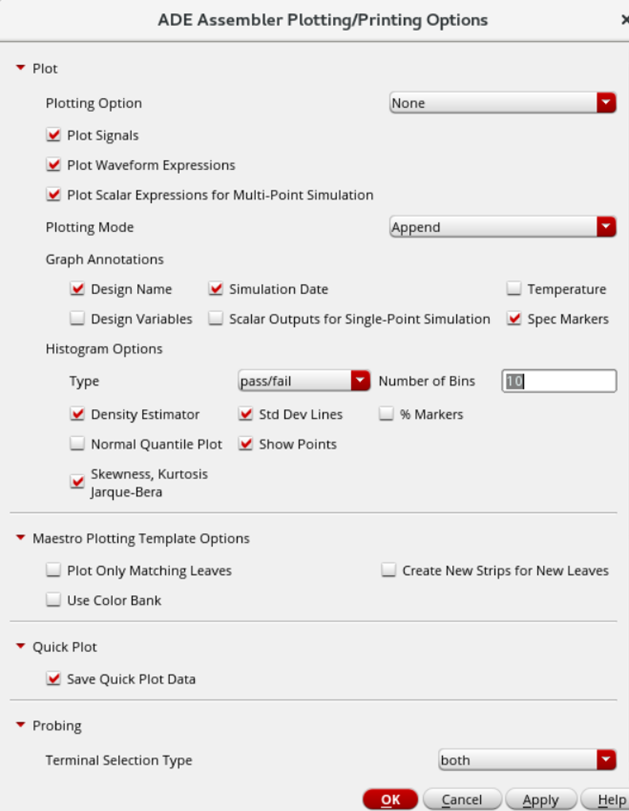 ADE Assembler Plotting/Printing Options
Plot
Plotting Option None
Plot Signals
Plot Waveform Expressions
Plot Scalar Expressions for Multi-Point Simulation
Plotting Mode Append
Graph Annotations
Design Name Simulation Date Temperature
Design Variables Scalar Outputs for Single-Point Simulation Spec Markers
Histogram Options
Type pass/fail Number of Bins 10
Density Estimator Std Dev Lines % Markers
Normal Quantile Plot Show Points
Skewness, Kurtosis
Jarque-Bera
Maestro Plotting Template Options
Plot Only Matching Leaves Create New Strips for New Leaves
Use Color Bank
Quick Plot
Save Quick Plot Data
Probing
Terminal Selection Type both
OK Cancel Apply Help